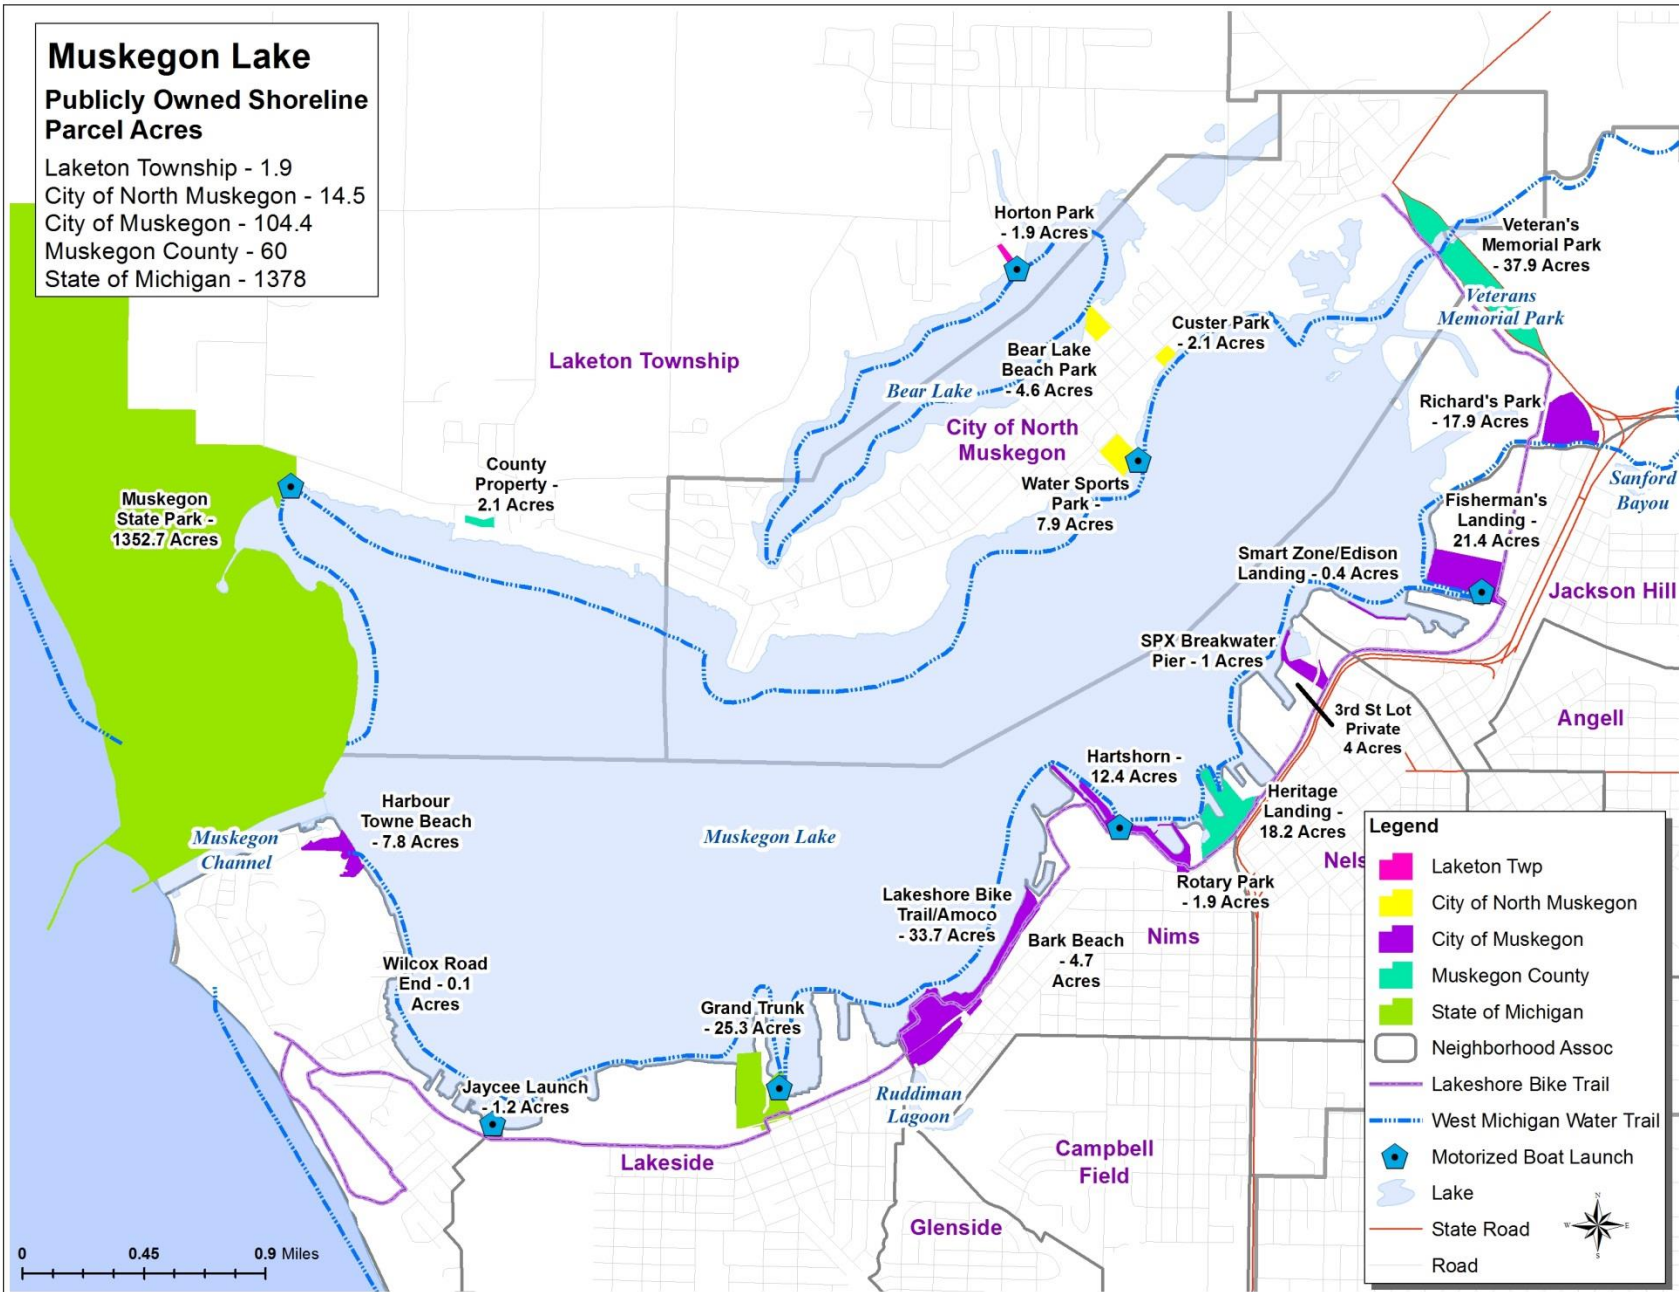 Muskegon Lake
Publicly Owned Shoreline
Parcel Acres
Laketon Township - 1.9
City of North Muskegon - 14.5
City of Muskegon - 104.4
Muskegon County - 60
State of Michigan - 1378
Horton Park
- 1.9 Acres
Veteran's
Memorial Park
- 37.9 Acres
Veterans
Memorial Park
Custer Park
- 2.1 Acres
Bear Lake
Beach Park
- 4.6 Acres
Laketon Township
Bear Lake
City of North
Muskegon
Richard's Park
- 17.9 Acres
County
Property -
2.1 Acres
Muskegon
State Park -
1352.7 Acres
Water Sports
Park -
7.9 Acres
Sanford
Bayou
Fisherman's
Landing -
21.4 Acres
Smart Zone/Edison
Landing - 0.4 Acres
Jackson Hill
SPX Breakwater
Pier - 1 Acres
3rd St Lot
Private
4 Acres
Angell
Hartshorn -
12.4 Acres
Heritage
Landing -
18.2 Acres
Harbour
Towne Beach
- 7.8 Acres
Muskegon
Channel
Muskegon Lake
Nels
Rotary Park
- 1.9 Acres
Lakeshore Bike
Trail/Amoco
- 33.7 Acres
Bark Beach
- 4.7
Acres
Nims
Wilcox Road
End - 0.1
Acres
Grand Trunk
- 25.3 Acres
Jaycee Launch
- 1.2 Acres
Ruddiman
Lagoon
Lakeside
Campbell
Field
Glenside
0 0.45 0.9 Miles
Legend
Laketon Twp
City of North Muskegon
City of Muskegon
Muskegon County
State of Michigan
Neighborhood Assoc
Lakeshore Bike Trail
West Michigan Water Trail
Motorized Boat Launch
Lake
State Road
Road
N
W E
S